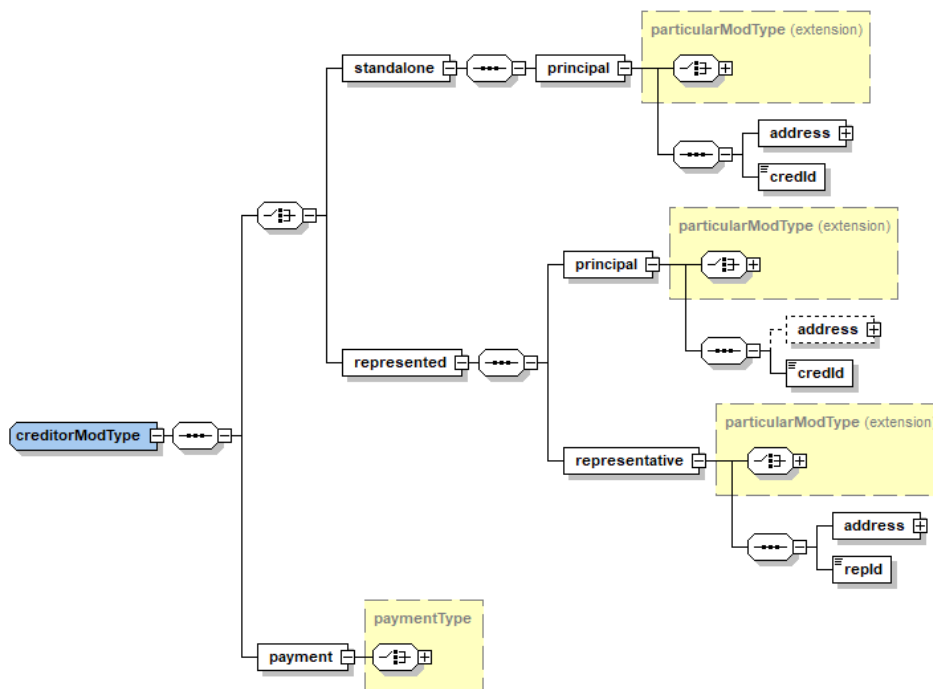 particularModType (extension)
standalone
principal
address
credId
particularModType (extension)
principal
address
represented
credId
particularModType (extension
creditorModType
representative
address
repId
paymentType
payment